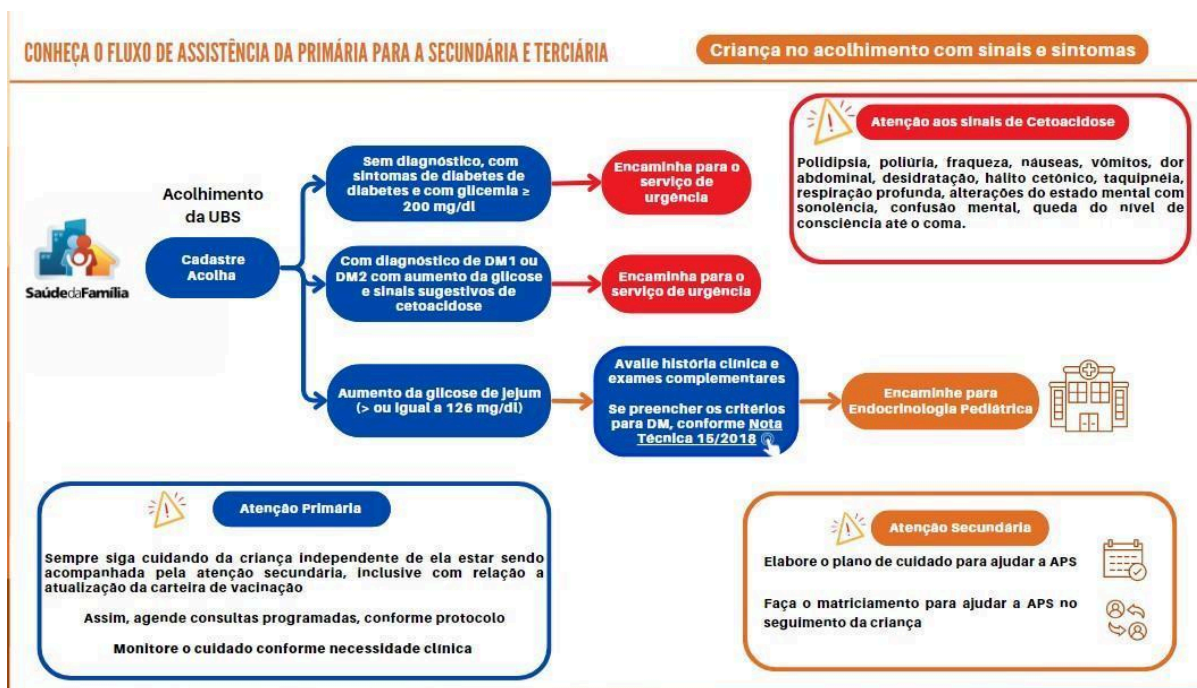 CONHEÇA O FLUXO DE ASSISTÊNCIA DA PRIMÁRIA PARA A SECUNDÁRIA E TERCIÁRIA
Criança no acolhimento com sinais e sintomas
Atenção aos sinais de Cetoacidose
Polidipsia, poliúria, fraqueza, náuseas, vômitos, dor
abdominal, desidratação, hálito cetônico, taquipnéia,
respiração profunda, alterações do estado mental com
sonolência, confusão mental, queda do nível de
consciência até o coma.
Saúde da Família
Acolhimento
da UBS
Cadastre
Acolha
Sem diagnóstico, com
sintomas de diabetes de
diabetes e com glicemia ≥
200 mg/dl
Encaminha para o
serviço de
urgência
Com diagnóstico de DM1 ou
DM2 com aumento da glicose
e sinais sugestivos de
cetoacidose
Encaminha para o
serviço de urgência
Aumento da glicose de jejum
(> ou igual a 126 mg/dl)
Avalie história clínica e
exames complementares
Se preencher os critérios
para DM, conforme Nota
Técnica 15/2018
Encaminhe para
Endocrinologia Pediátrica
Atenção Primária
Sempre siga cuidando da criança independente de ela estar sendo
acompanhada pela atenção secundária, inclusive com relação a
atualização da carteira de vacinação
Assim, agende consultas programadas, conforme protocolo
Monitore o cuidado conforme necessidade clínica
Atenção Secundária
Elabore o plano de cuidado para ajudar a APS
Faça o matriciamento para ajudar a APS no
seguimento da criança